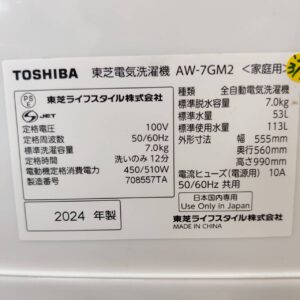 TOSHIBA 東芝電気洗濯機 AW-7GM2 <家庭用>
PS
E
JET
東芝ライフスタイル株式会社
定格電圧 100V
定格周波数 50/60Hz
標準洗濯容量 7.0kg
定格時間 洗いのみ 12分
電動機定格消費電力 450/510W
製造番号 708557TA
2024 年製
種類 全自動電気洗濯機
標準脱水容量 7.0kg
標準水量 53L
標準使用水量 113L
外形寸法 幅 555mm
奥行560mm
高さ990mm
電流ヒューズ(電源用) 10A
50/60Hz 共用
日本国内専用
Use Only in Japan
東芝ライフスタイル株式会社
MADE IN CHINA